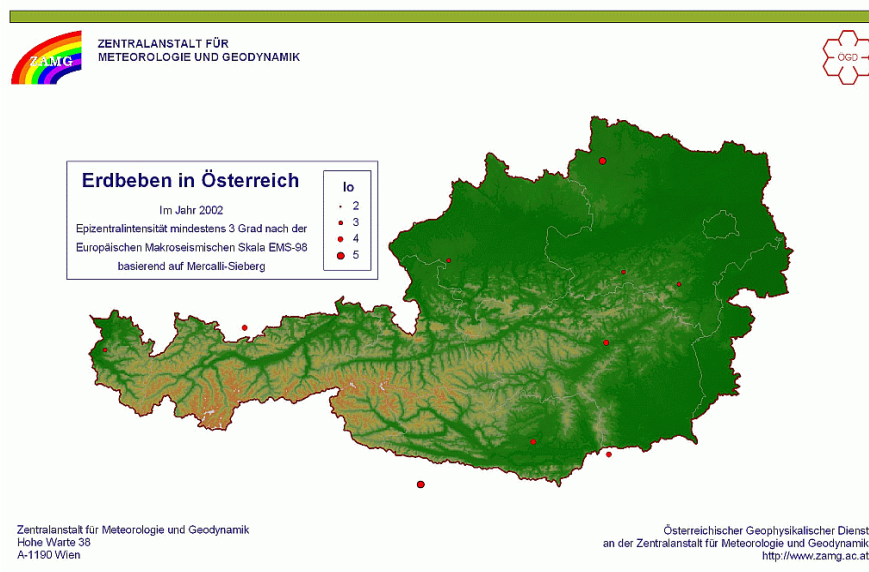 ZAMG
ZENTRALANSTALT FÜR
METEOROLOGIE UND GEODYNAMIK
ÖGD
Erdbeben in Österreich
Im Jahr 2002
Epizentralintensität mindestens 3 Grad nach der
Europäischen Makroseismischen Skala EMS-98
basierend auf Mercalli-Sieberg
Io
2
3
4
5
Zentralanstalt für Meteorologie und Geodynamik
Hohe Warte 38
A-1190 Wien
Österreichischer Geophysikalischer Dienst
an der Zentralanstalt für Meteorologie und Geodynamik
http://www.zamg.ac.at